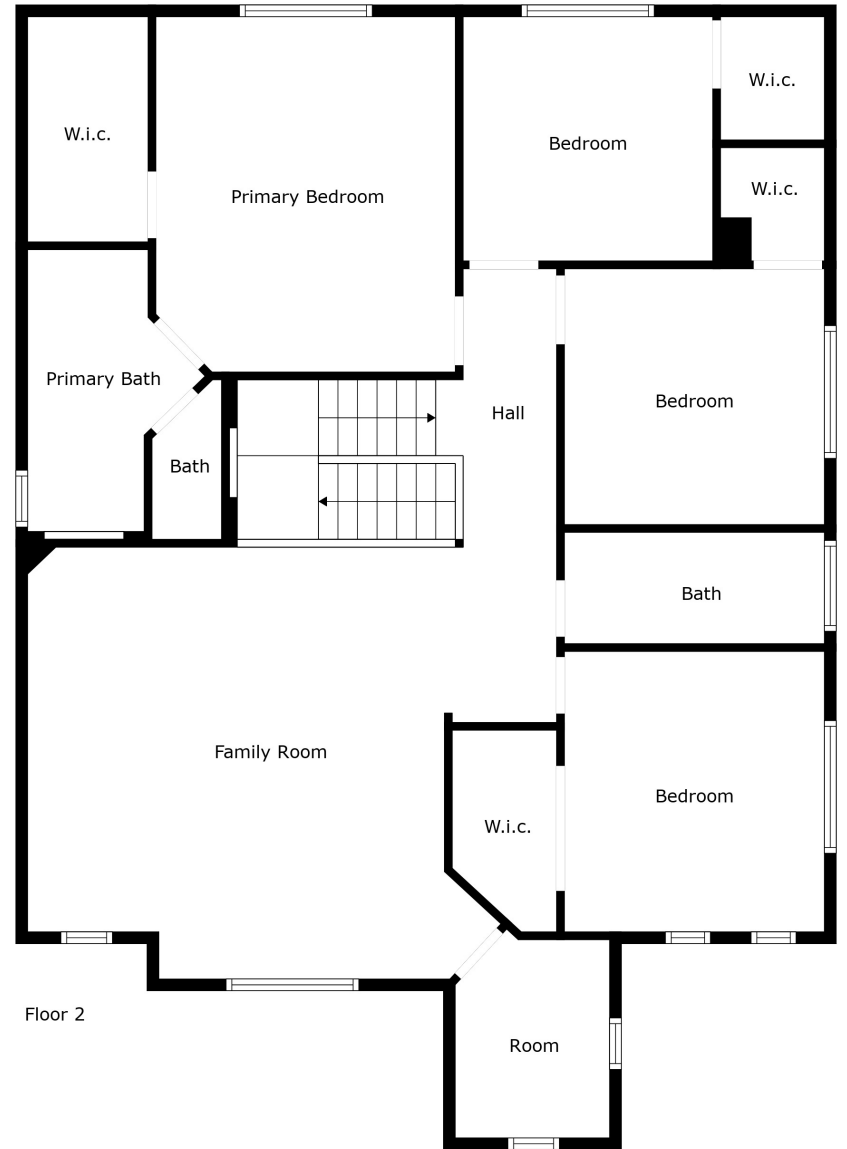 W.i.c.
W.i.c.
Bedroom
W.i.c.
Primary Bedroom
Primary Bath
Bedroom
Hall
Bath
Bath
Family Room
Bedroom
W.i.c.
Floor 2
Room